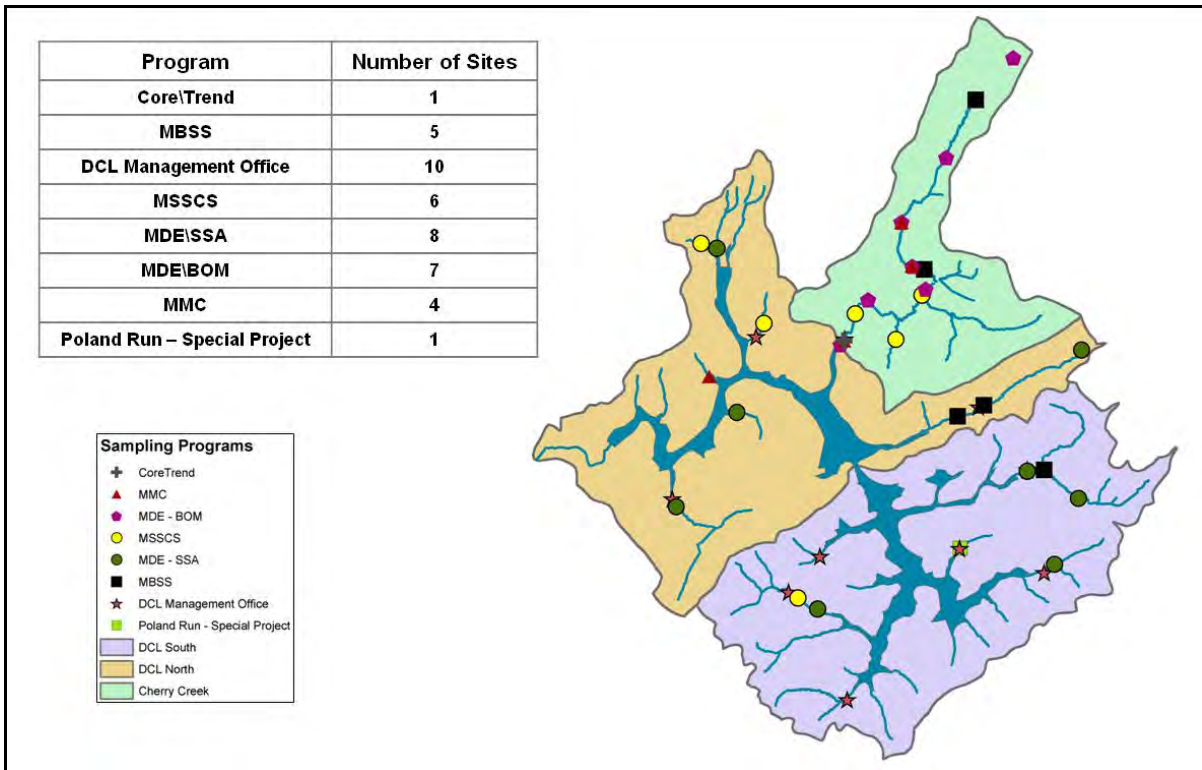 Program Number of Sites
Core\Trend 1
MBSS 5
DCL Management Office 10
MSSCS 6
MDE\SSA 8
MDE\BOM 7
MMC 4
Poland Run – Special Project 1
Sampling Programs
CoreTrend
MMC
MDE - BOM
MSSCS
MDE - SSA
MBSS
DCL Management Office
Poland Run - Special Project
DCL South
DCL North
Cherry Creek